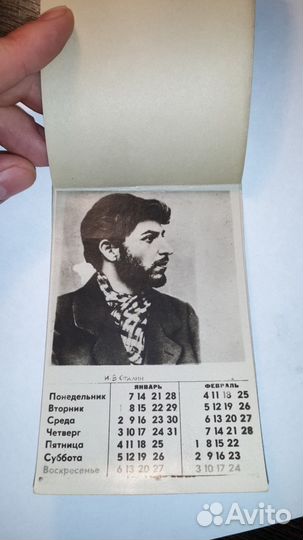 И.В. Сталин
ЯНВАРЬ ФЕВРАЛЬ
Понедельник 7 14 21 28 4 11 18 25
Вторник 1 8 15 22 29 5 12 19 26
Среда 2 9 16 23 30 6 13 20 27
Четверг 3 10 17 24 31 7 14 21 28
Пятница 4 11 18 25 1 8 15 22
Суббота 5 12 19 26 2 9 16 23
Воскресенье 6 13 20 27 3 10 17 24
Avito